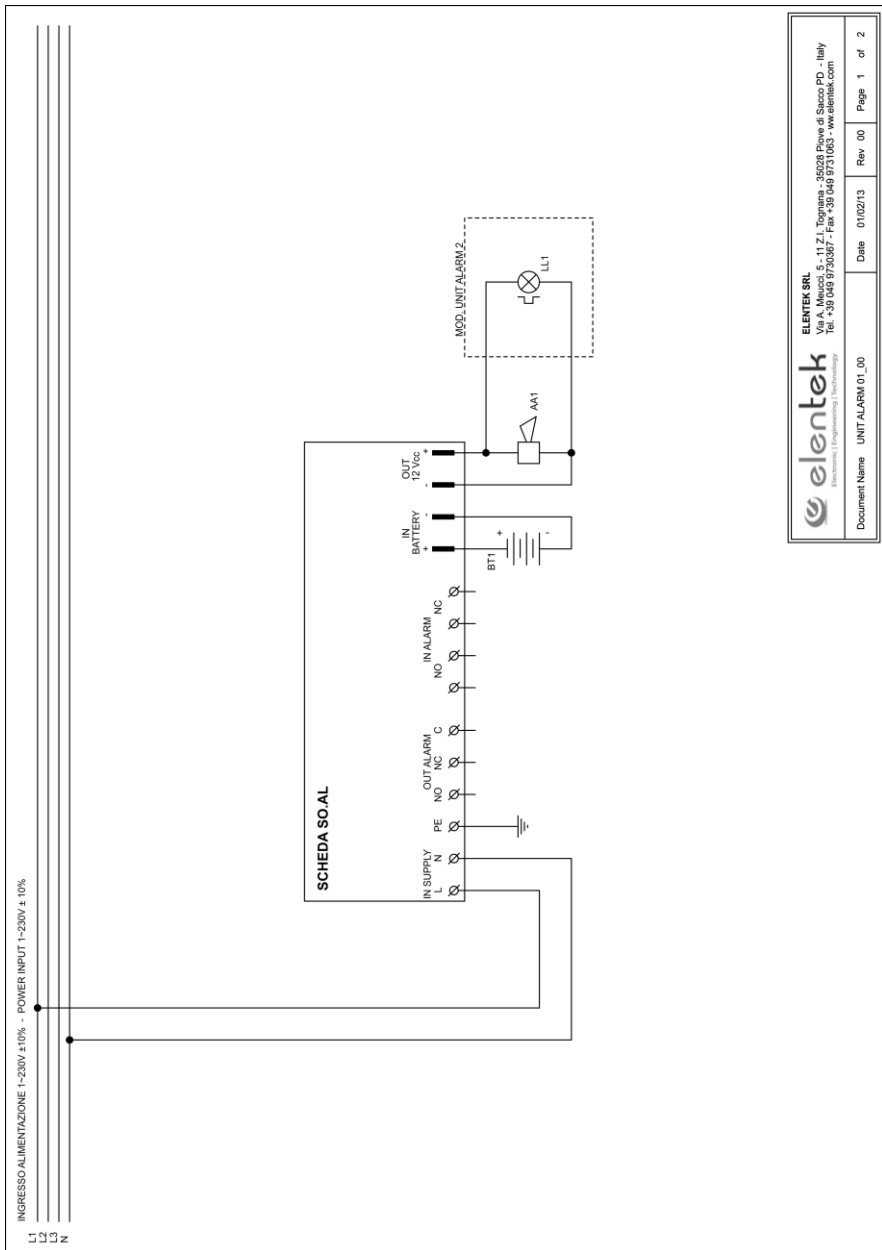 INGRESSO ALIMENTAZIONE 1~230V ±10% - POWER INPUT 1~230V ± 10%
L1
L2
L3
N
SCHEDA SO.AL
IN SUPPLY
L
N
PE
OUT ALARM
NO
NC
C
IN ALARM
NO
NC
IN
BATTERY
+
-
OUT
12 Vcc
-
+
BT1
+
-
AA1
MOD. UNIT ALARM 2
LL1
elentek
Electronic | Engineering | Technology
ELENTEK SRL
Via A. Meucci, 5 - 11 Z.I. Tognana - 35028 Piove di Sacco PD - Italy
Tel. +39 049 9730367 - Fax +39 049 9731063 - ww.elentek.com
Document Name UNIT ALARM 01_00
Date 01/02/13
Rev 00
Page 1 of 2